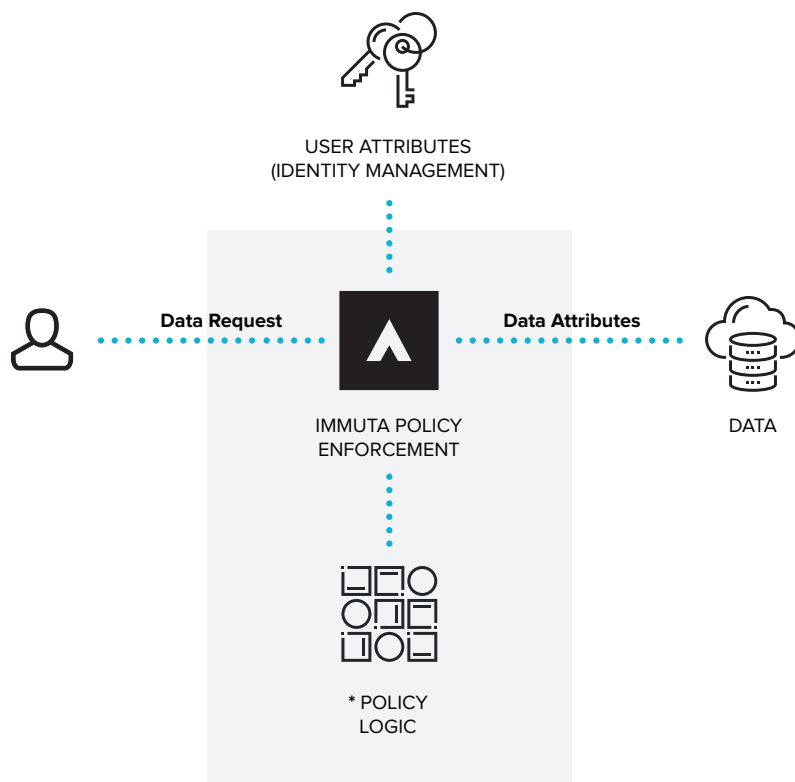 USER ATTRIBUTES
(IDENTITY MANAGEMENT)
Data Request
Data Attributes
IMMUTA POLICY
ENFORCEMENT
DATA
* POLICY
LOGIC